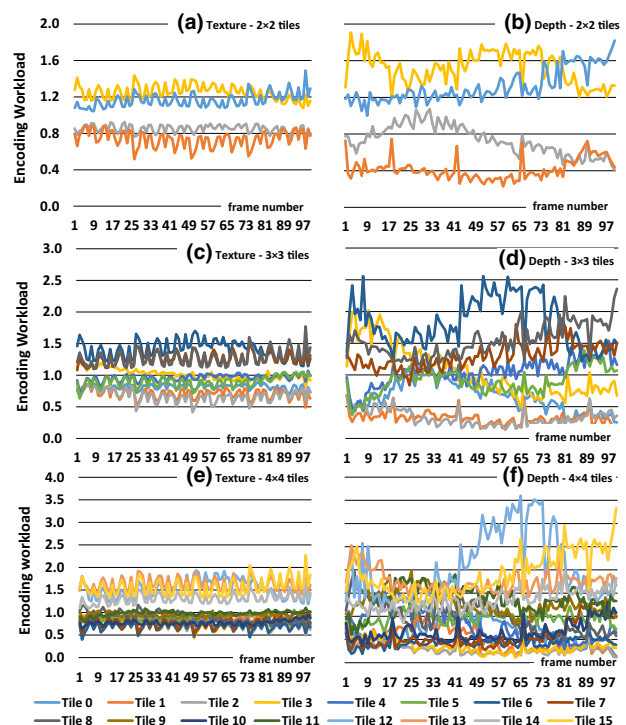 (a) Texture - 2×2 tiles
(b) Depth - 2×2 tiles
Encoding Workload
2.0
1.6
1.2
0.8
0.4
0.0
frame number
frame number
1 9 17 25 33 41 49 57 65 73 81 89 97
1 9 17 25 33 41 49 57 65 73 81 89 97
(c) Texture - 3×3 tiles
(d) Depth - 3×3 tiles
Encoding Workload
3.0
2.5
2.0
1.5
1.0
0.5
0.0
1 9 17 25 33 41 49 57 65 73 81 89 97
1 9 17 25 33 41 49 57 65 73 81 89 97
(e) Texture - 4×4 tiles
(f) Depth - 4×4 tiles
Encoding workload
4.0
3.5
3.0
2.5
2.0
1.5
1.0
0.5
0.0
frame number
frame number
1 9 17 25 33 41 49 57 65 73 81 89 97
1 9 17 25 33 41 49 57 65 73 81 89 97
Tile 0 Tile 1 Tile 2 Tile 3 Tile 4 Tile 5 Tile 6 Tile 7
Tile 8 Tile 9 Tile 10 Tile 11 Tile 12 Tile 13 Tile 14 Tile 15